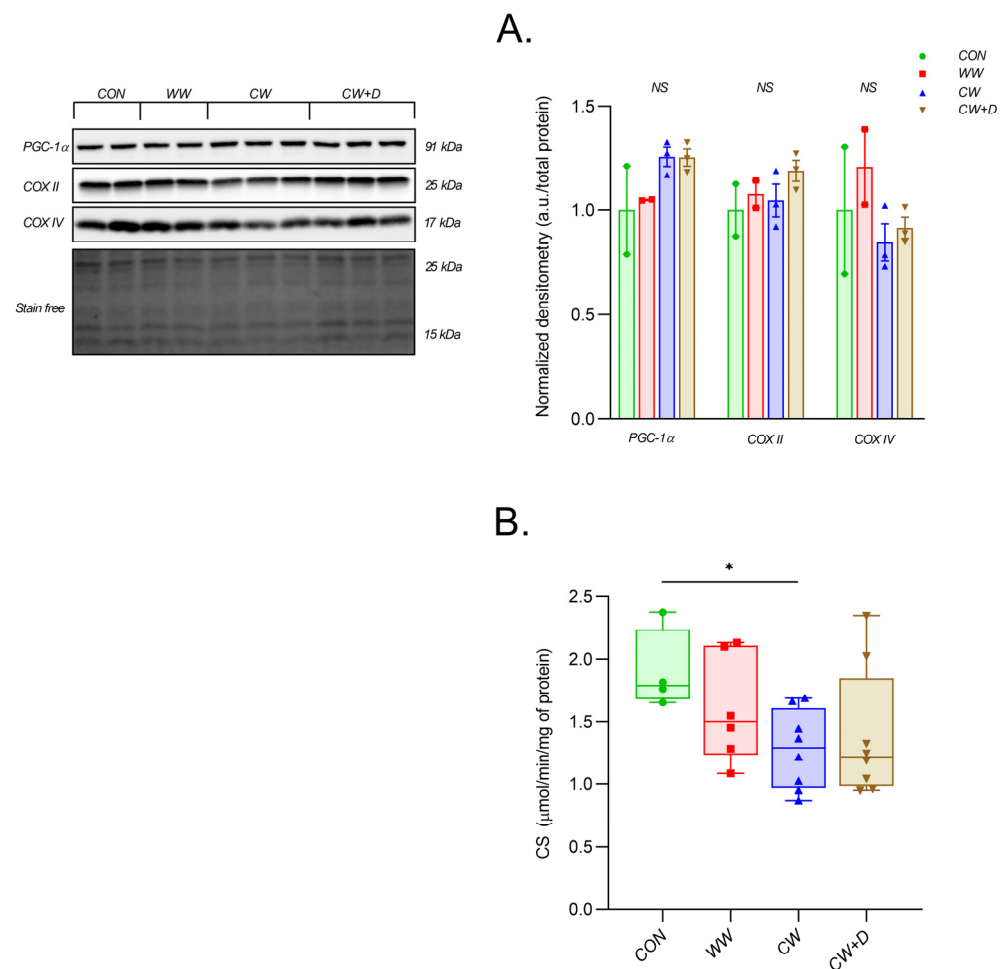 A.
CON WW CW CW+D
PGC-1α 91 kDa
COX II 25 kDa
COX IV 17 kDa
25 kDa
Stain free
15 kDa
CON
WW
CW
CW+D
NS NS NS
Normalized densitometry (a.u./total protein)
1.5
1.0
0.5
0.0
PGC-1α COX II COX IV
B.
*
CS (μmol/min/mg of protein)
2.5
2.0
1.5
1.0
0.5
0.0
CON WW CW CW+D